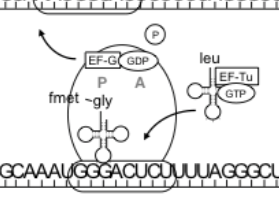 P
leu
EF-G GDP
EF-Tu
P A
GTP
fmet ~gly
GCAAAUGGGACUCUUUUAGGGCU